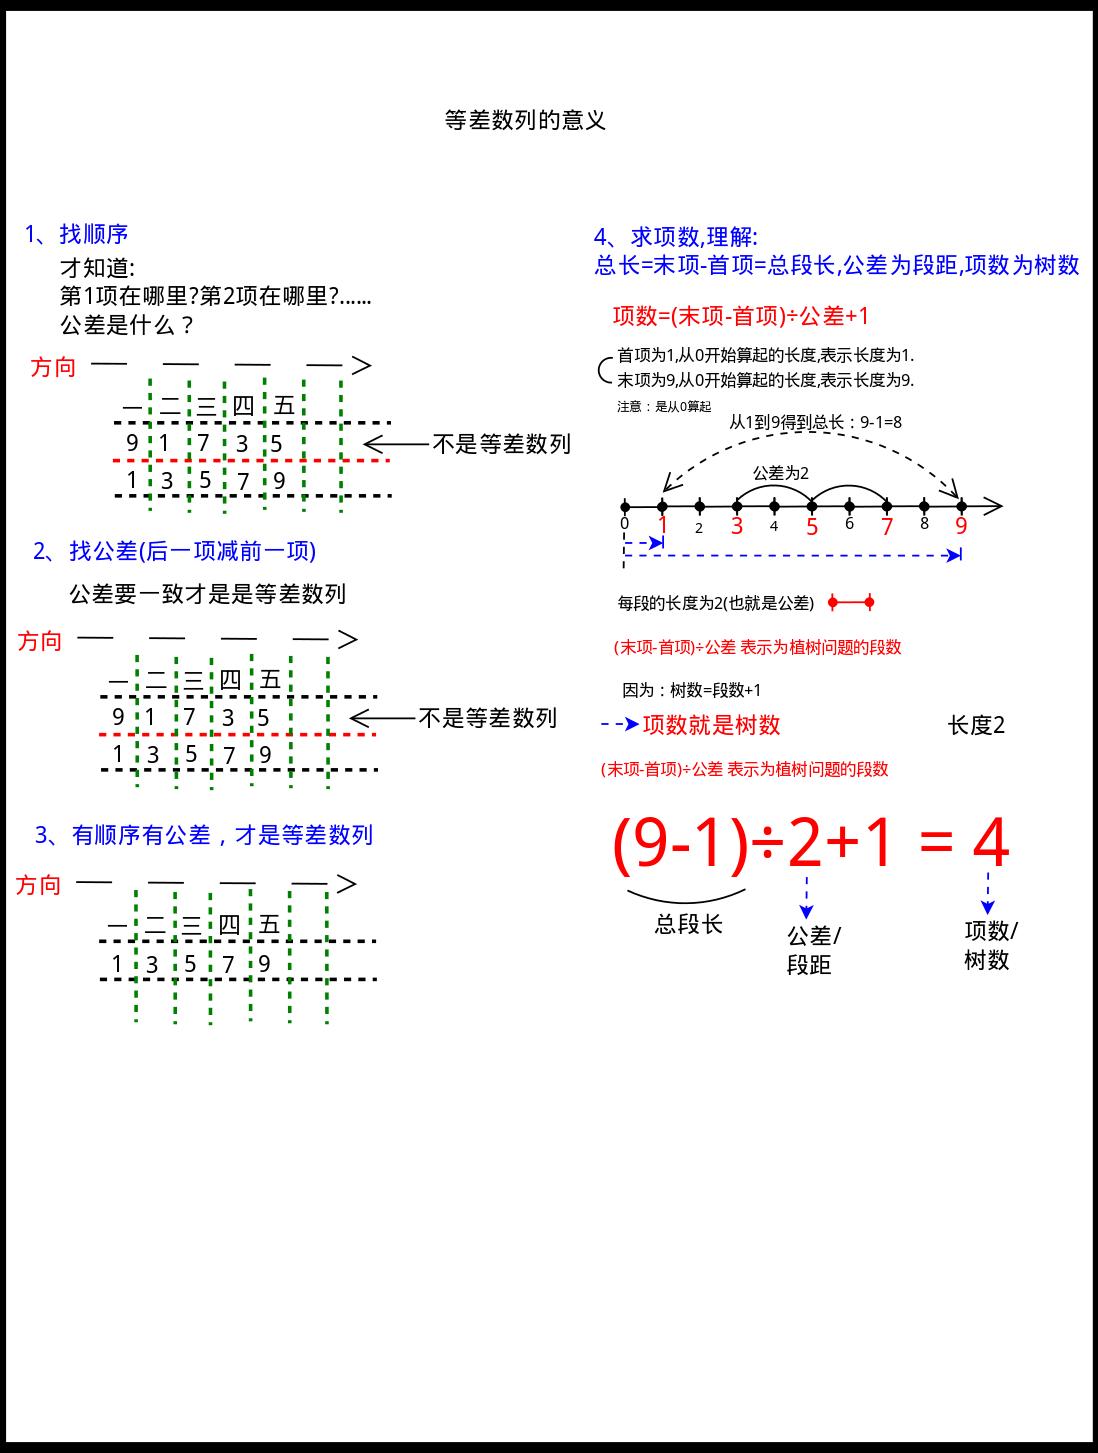 等差数列的意义
1、找顺序
才知道:
第1项在哪里?第2项在哪里?......
公差是什么？
方向
一 二 三 四 五
9 1 7 3 5
不是等差数列
1 3 5 7 9
2、找公差(后一项减前一项)
公差要一致才是是等差数列
方向
一 二 三 四 五
9 1 7 3 5
不是等差数列
1 3 5 7 9
3、有顺序有公差，才是等差数列
方向
一 二 三 四 五
1 3 5 7 9
4、求项数,理解:
总长=末项-首项=总段长,公差为段距,项数为树数
项数=(末项-首项)÷公差+1
首项为1,从0开始算起的长度,表示长度为1.
末项为9,从0开始算起的长度,表示长度为9.
注意：是从0算起
从1到9得到总长：9-1=8
公差为2
0 1 2 3 4 5 6 7 8 9
每段的长度为2(也就是公差)
(末项-首项)÷公差 表示为植树问题的段数
因为：树数=段数+1
项数就是树数
长度2
(末项-首项)÷公差 表示为植树问题的段数
(9-1)÷2+1 = 4
总段长
公差/
段距
项数/
树数